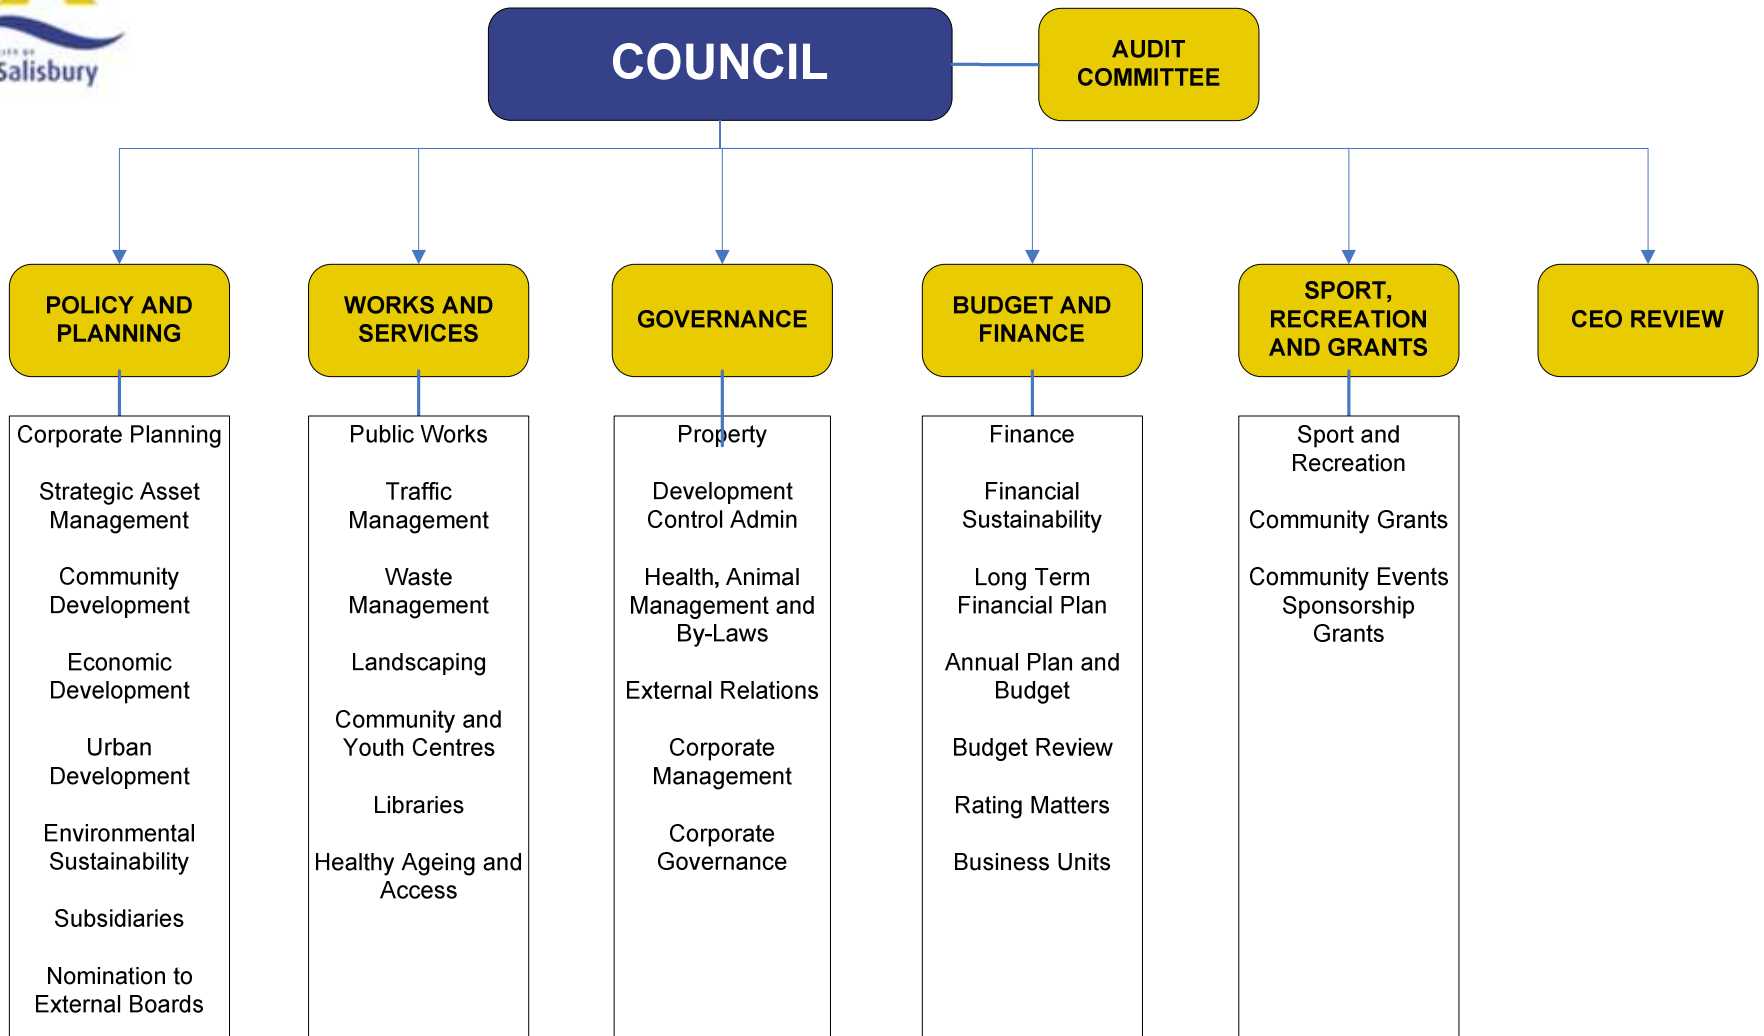 Salisbury
COUNCIL
AUDIT
COMMITTEE
POLICY AND
PLANNING
WORKS AND
SERVICES
GOVERNANCE
BUDGET AND
FINANCE
SPORT,
RECREATION
AND GRANTS
CEO REVIEW
Corporate Planning
Strategic Asset
Management
Community
Development
Economic
Development
Urban
Development
Environmental
Sustainability
Subsidiaries
Nomination to
External Boards
Public Works
Traffic
Management
Waste
Management
Landscaping
Community and
Youth Centres
Libraries
Healthy Ageing and
Access
Property
Development
Control Admin
Health, Animal
Management and
By-Laws
External Relations
Corporate
Management
Corporate
Governance
Finance
Financial
Sustainability
Long Term
Financial Plan
Annual Plan and
Budget
Budget Review
Rating Matters
Business Units
Sport and
Recreation
Community Grants
Community Events
Sponsorship
Grants